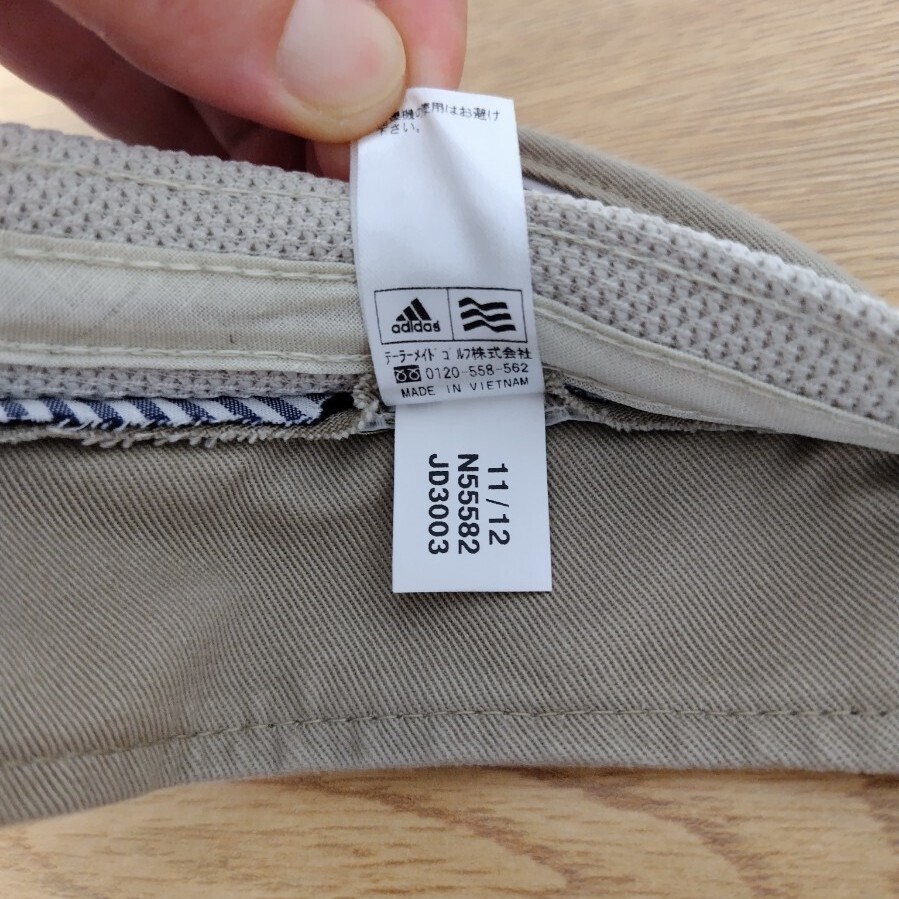 機の使用はお避け
下さい。
adidas
テーラーメイド ゴルフ株式会社
0120-558-562
MADE IN VIETNAM
11/12
N55582
JD3003